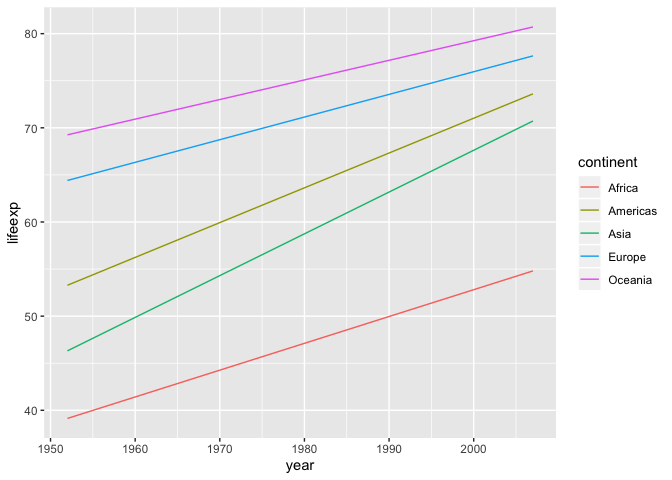 80
70
60
50
40
lifeexp
1950 1960 1970 1980 1990 2000
year
continent
Africa
Americas
Asia
Europe
Oceania